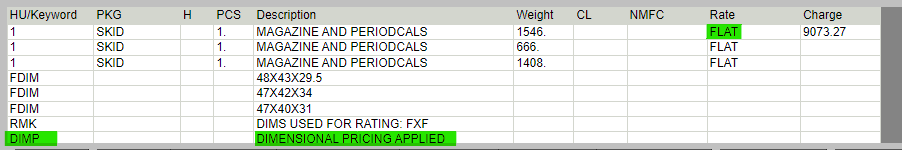 HU/Keyword PKG H PCS Description Weight CL NMFC Rate Charge
1 SKID 1. MAGAZINE AND PERIODCALS 1546. FLAT 9073.27
1 SKID 1. MAGAZINE AND PERIODCALS 666. FLAT
1 SKID 1. MAGAZINE AND PERIODCALS 1408. FLAT
FDIM 48X43X29.5
FDIM 47X42X34
FDIM 47X40X31
RMK DIMS USED FOR RATING: FXF
DIMP DIMENSIONAL PRICING APPLIED